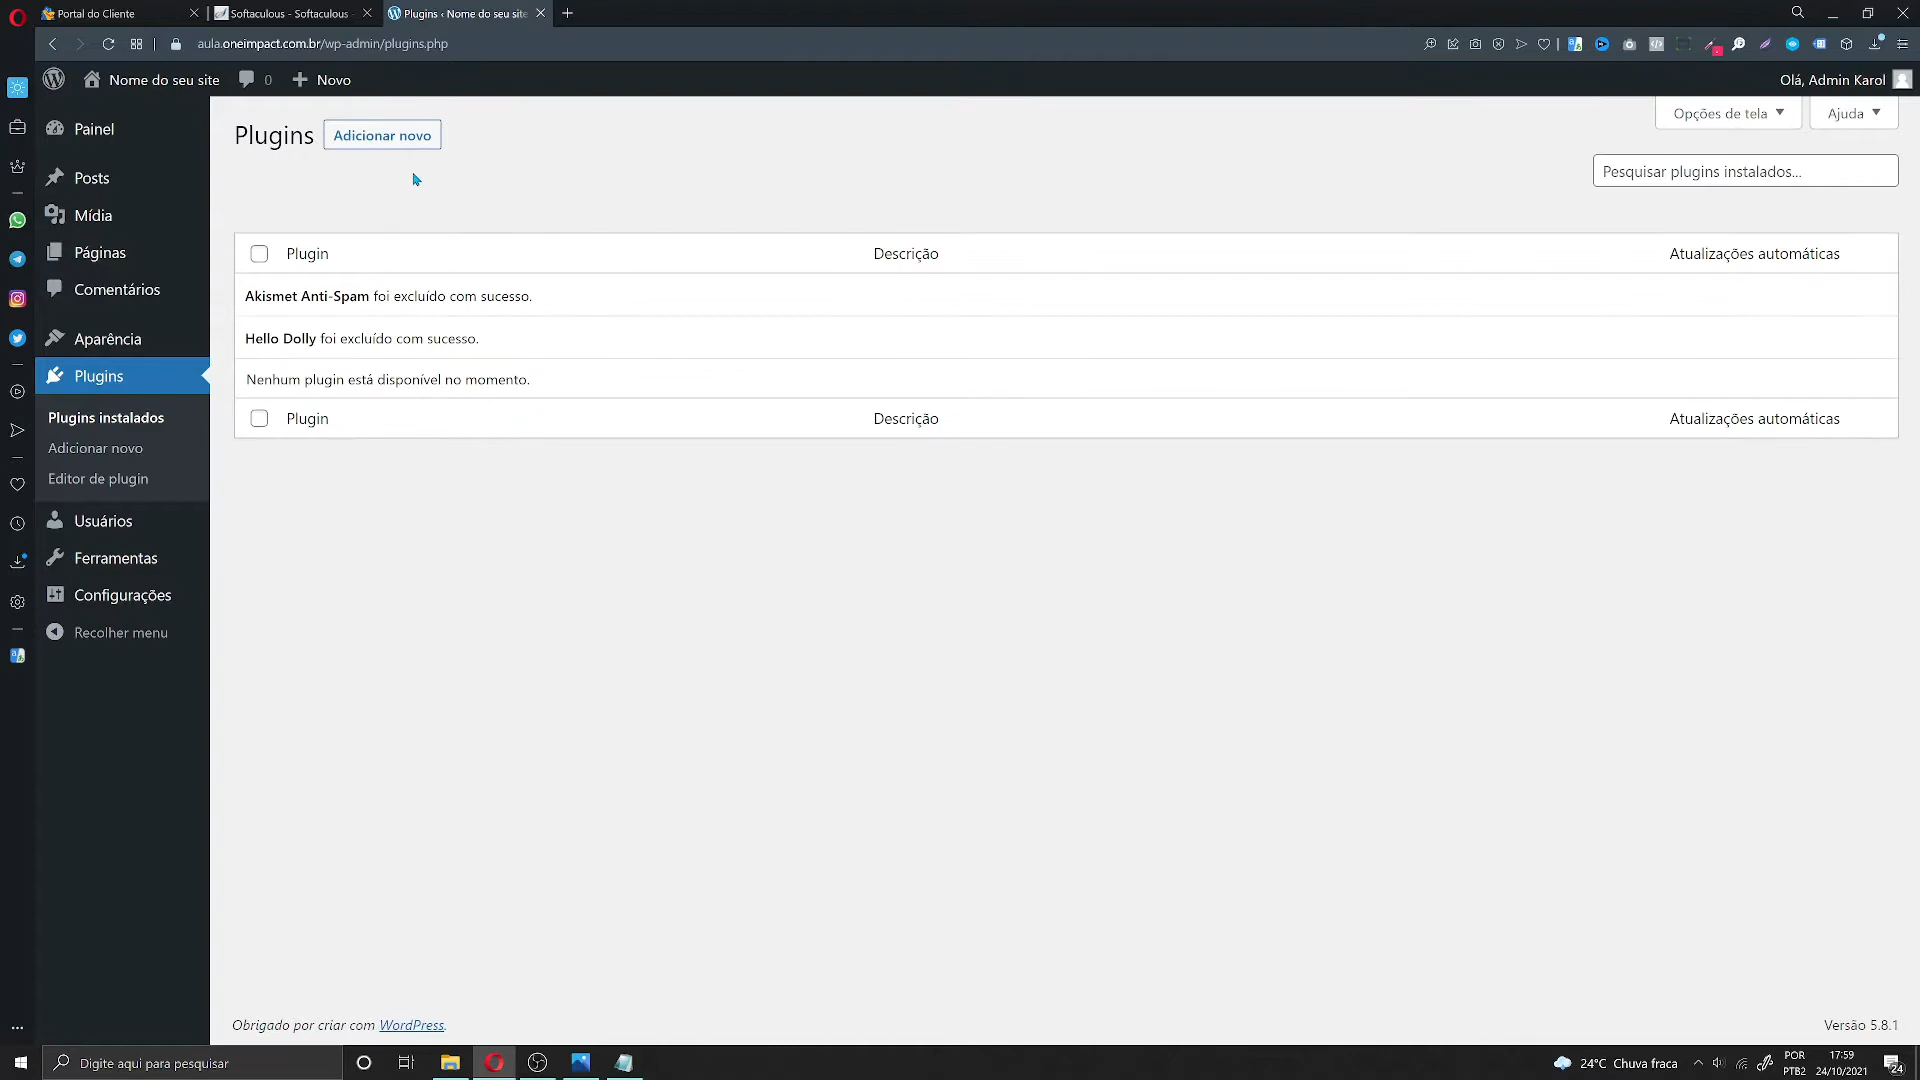 Portal do Cliente
Softaculous - Softaculous
Plugins ‹ Nome do seu site
aula.oneimpact.com.br/wp-admin/plugins.php
Nome do seu site
0
Novo
Olá, Admin Karol
Painel
Posts
Mídia
Páginas
Comentários
Aparência
Plugins
Plugins instalados
Adicionar novo
Editor de plugin
Usuários
Ferramentas
Configurações
Recolher menu
Plugins
Adicionar novo
Opções de tela
Ajuda
Pesquisar plugins instalados...
Plugin
Descrição
Atualizações automáticas
Akismet Anti-Spam foi excluído com sucesso.
Hello Dolly foi excluído com sucesso.
Nenhum plugin está disponível no momento.
Plugin
Descrição
Atualizações automáticas
Obrigado por criar com WordPress.
Versão 5.8.1
Digite aqui para pesquisar
24°C Chuva fraca
POR
PTB2
17:59
24/10/2021
24